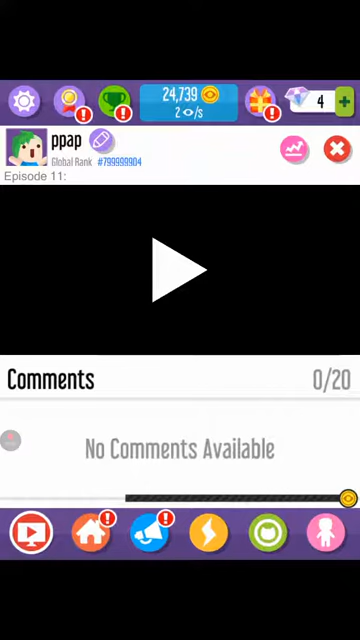 24,739
2 /s
4
ppap
Global Rank #799999904
Episode 11:
Comments 0/20
No Comments Available